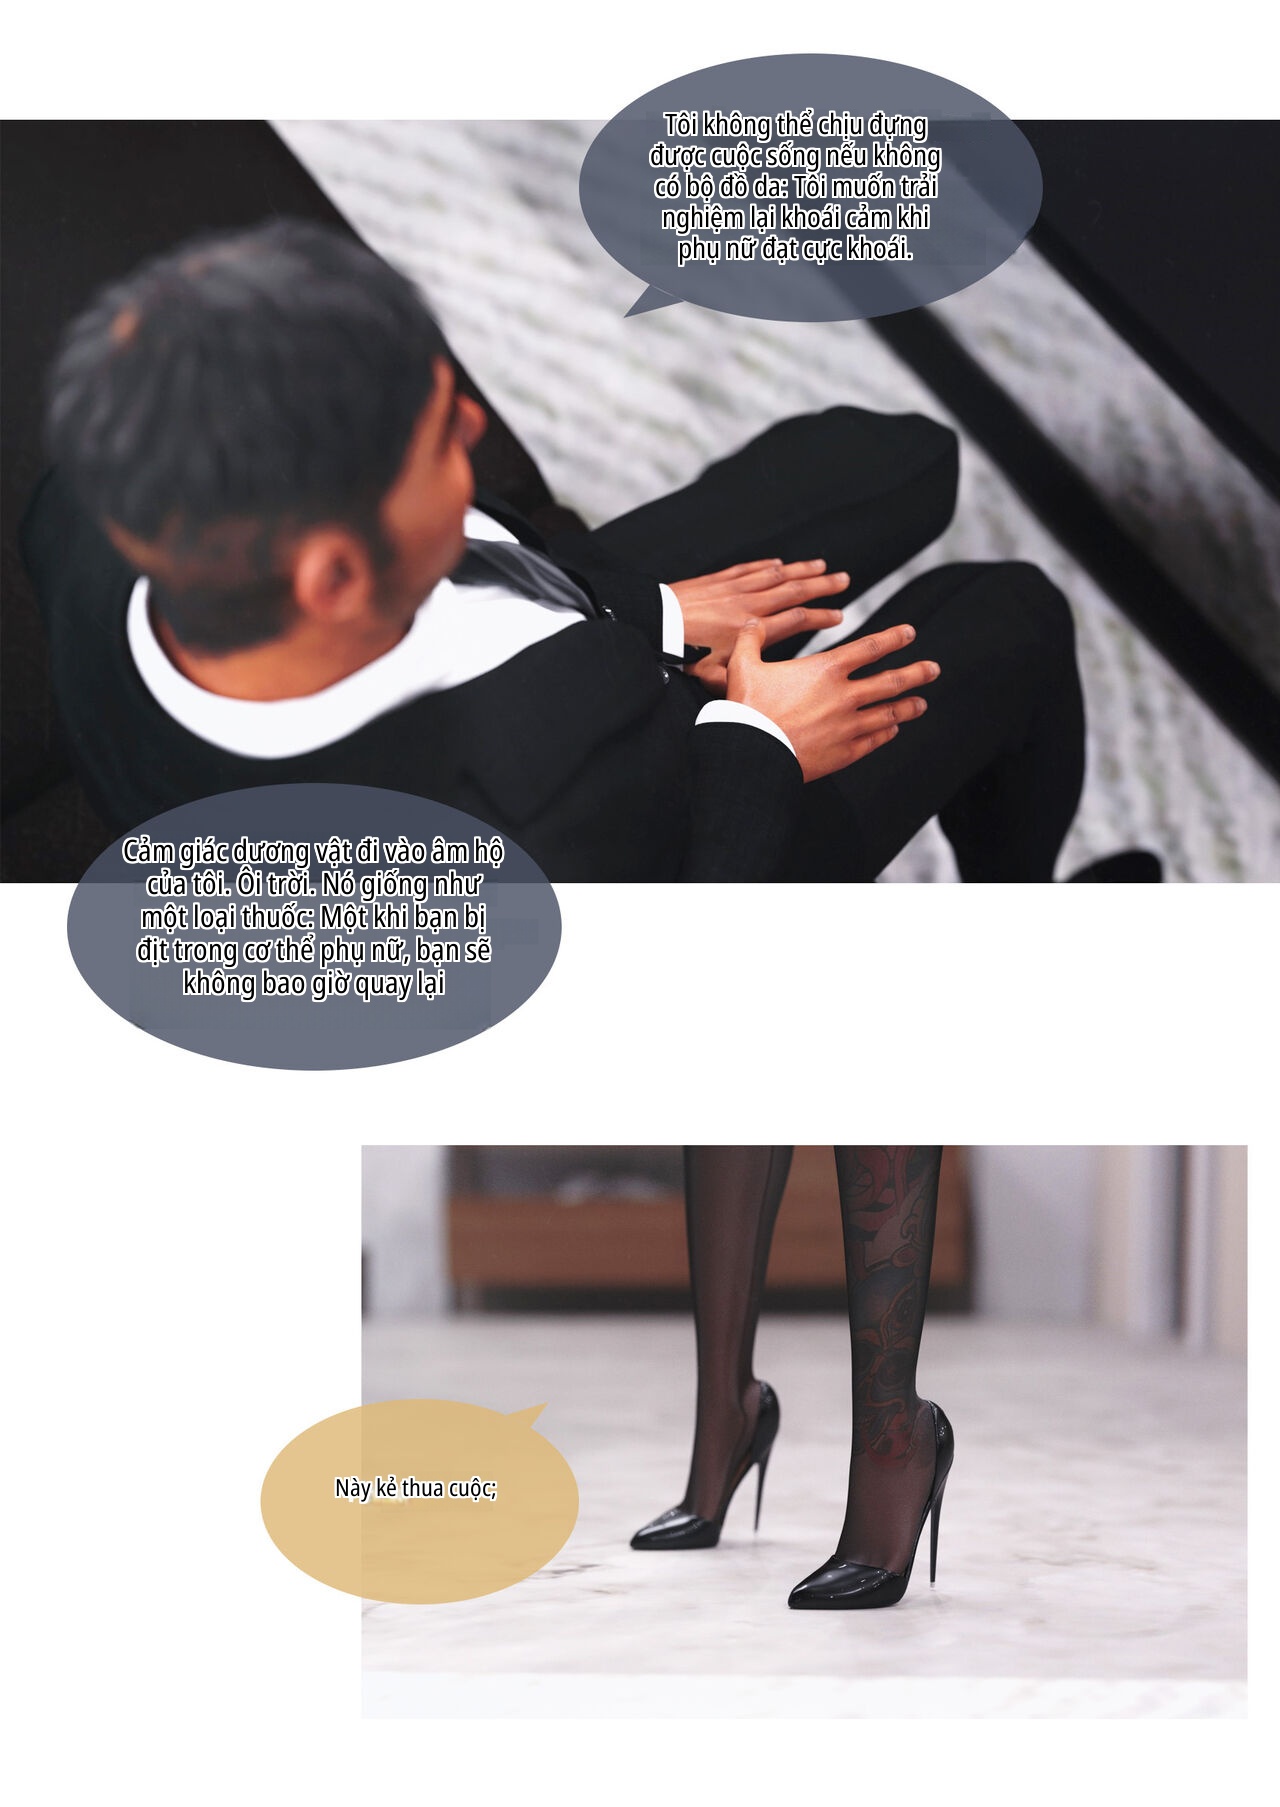 Tôi không thể chịu đựng
được cuộc sống nếu không
có bộ đồ da: Tôi muốn trải
nghiệm lại khoái cảm khi
phụ nữ đạt cực khoái.
Cảm giác dương vật đi vào âm hộ
của tôi. Ôi trời. Nó giống như
một loại thuốc: Một khi bạn bị
địt trong cơ thể phụ nữ, bạn sẽ
không bao giờ quay lại
Này kẻ thua cuộc;